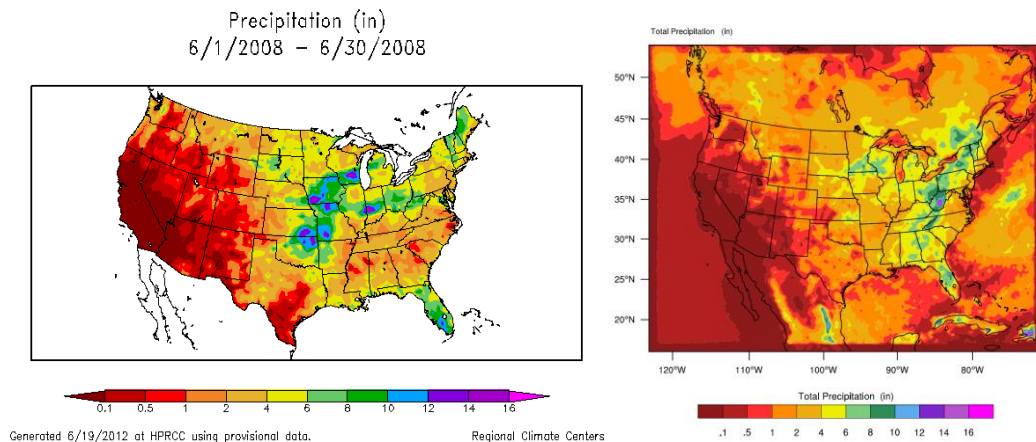 Precipitation (in)
6/1/2008 – 6/30/2008
0.1 0.5 1 2 4 6 8 10 12 14 16
Generated 6/19/2012 at HPRCC using provisional data.
Regional Climate Centers
Total Precipitation (in)
50°N
45°N
40°N
35°N
30°N
25°N
20°N
120°W 110°W 100°W 90°W 80°W
Total Precipitation (in)
.1 .5 1 2 4 6 8 10 12 14 16